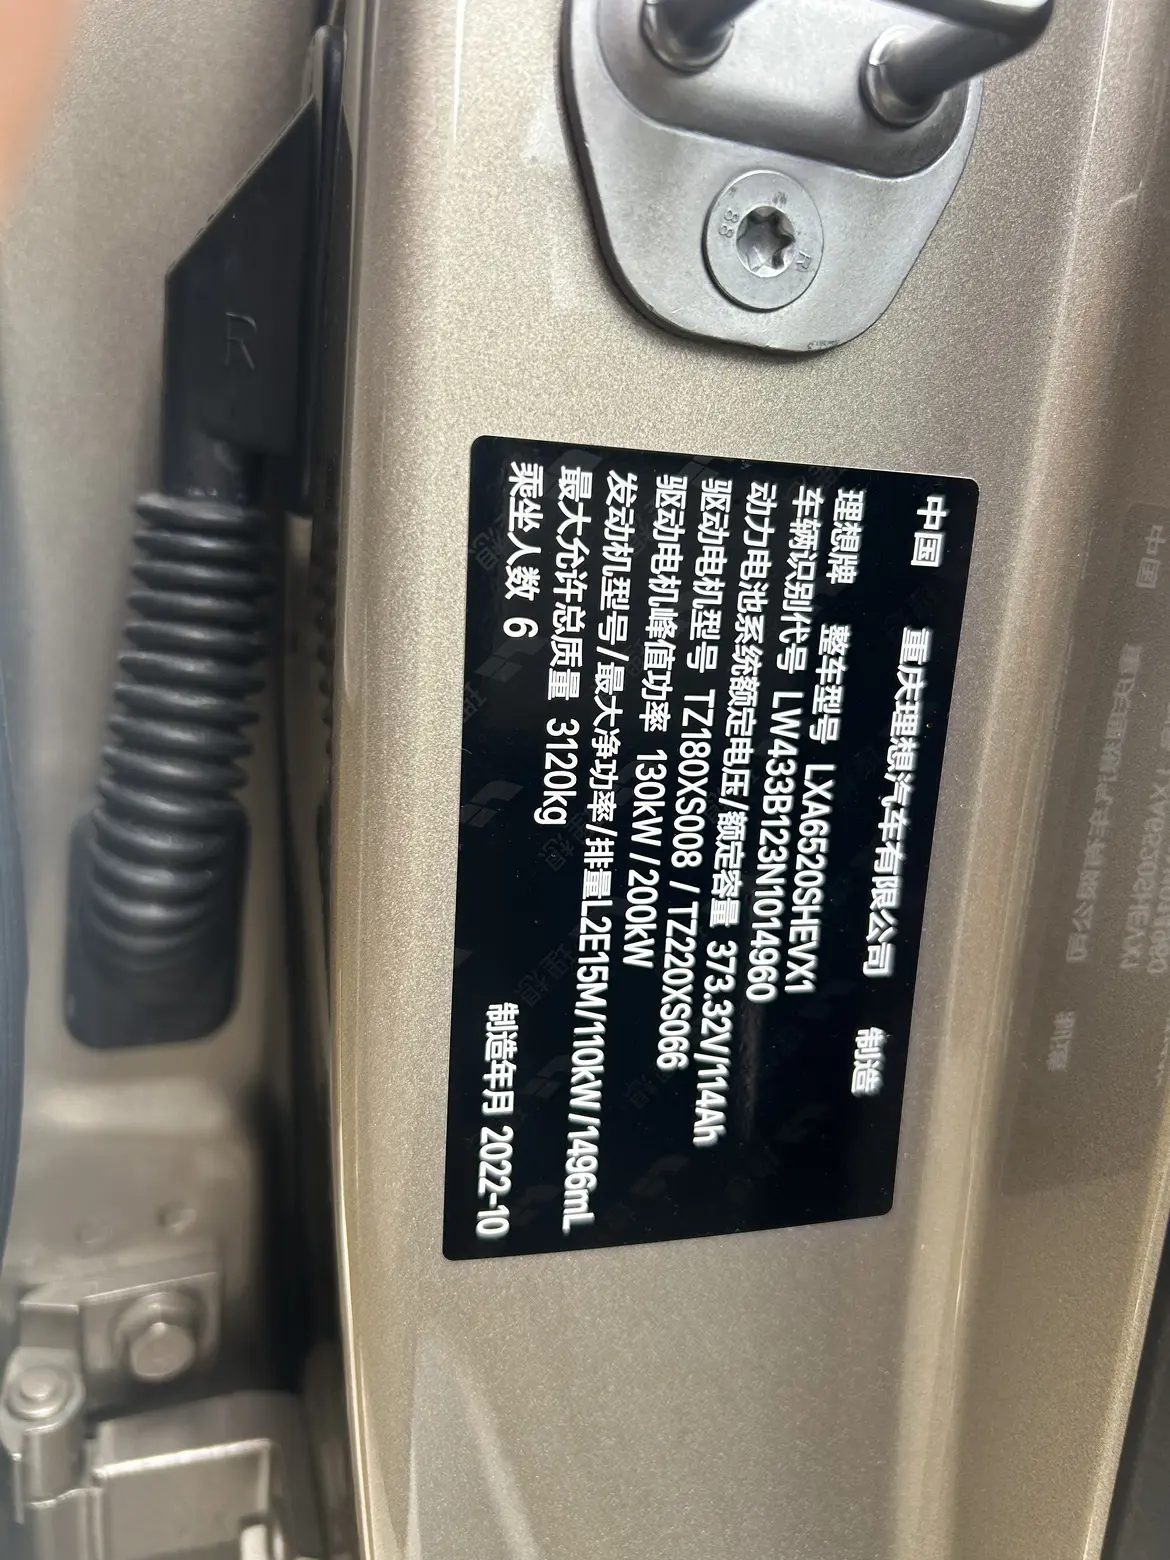 中国 重庆理想汽车有限公司 制造
理想牌 整车型号 LXA6520SHEVX1
车辆识别代号 LW433B123N1014960
动力电池系统额定电压/额定容量 373.32V/114Ah
驱动电机型号 TZ180XS008 / TZ220XS066
驱动电机峰值功率 130kW/200kW
发动机型号/最大净功率/排量L2E15M/110kW/1496mL
最大允许总质量 3120kg
乘坐人数 6 制造年月 2022-10
R
88